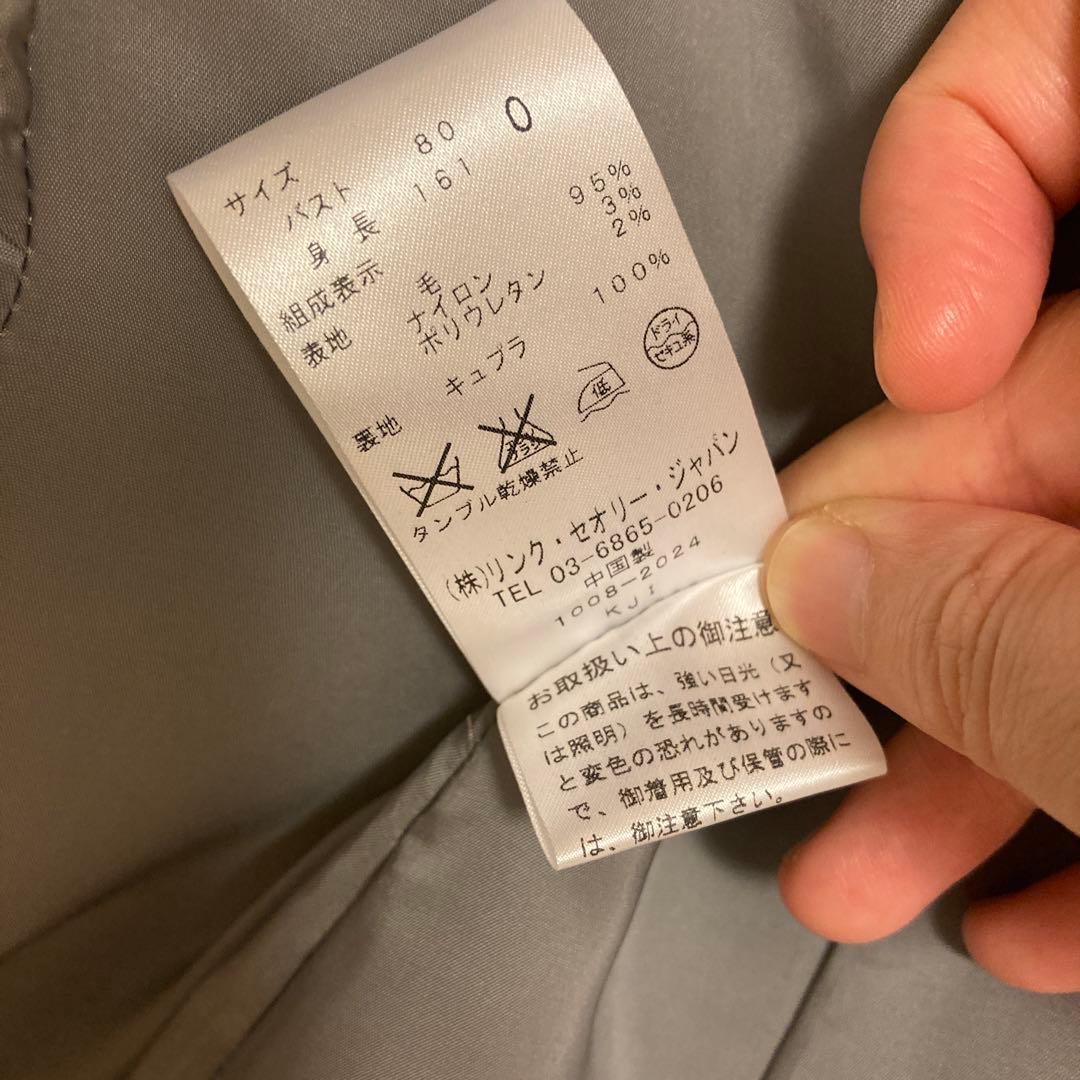 サイズ 0
バスト 80
身長 161
組成表示
表地 毛 95%
ナイロン 3%
ポリウレタン 2%
裏地 キュプラ 100%
エンソ
サラシ
低
ドライ
セキユ系
タンブル乾燥禁止
(株)リンク・セオリー・ジャパン
TEL 03-6865-0206
中国製
1008-2024
KJI
お取扱い上の御注意
この商品は、強い日光(又
は照明)を長時間受けます
と変色の恐れがありますの
で、御着用及び保管の際に
は、御注意下さい。